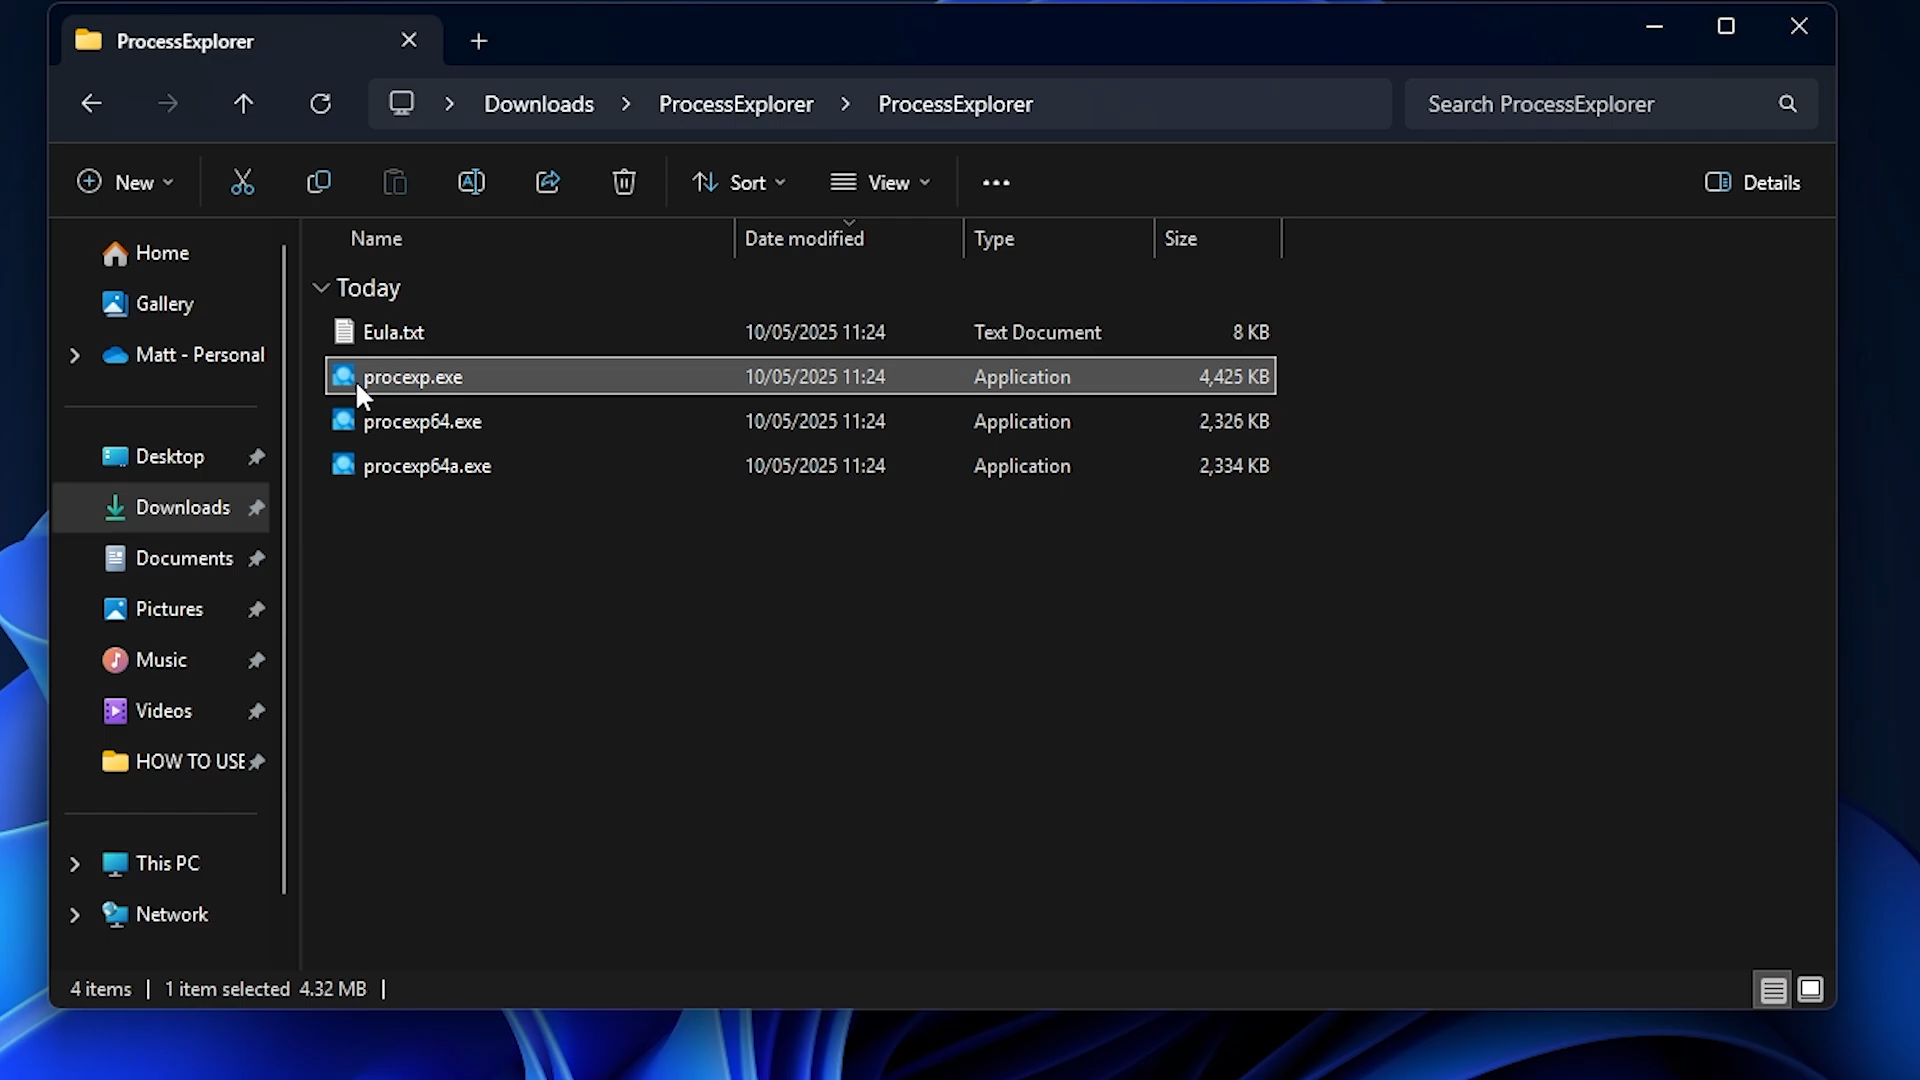 ProcessExplorer
Downloads ProcessExplorer ProcessExplorer
Search ProcessExplorer
New Sort View Details
Name Date modified Type Size
Today
Eula.txt 10/05/2025 11:24 Text Document 8 KB
procexp.exe 10/05/2025 11:24 Application 4,425 KB
procexp64.exe 10/05/2025 11:24 Application 2,326 KB
procexp64a.exe 10/05/2025 11:24 Application 2,334 KB
Home
Gallery
Matt - Personal
Desktop
Downloads
Documents
Pictures
Music
Videos
HOW TO USE
This PC
Network
4 items 1 item selected 4.32 MB